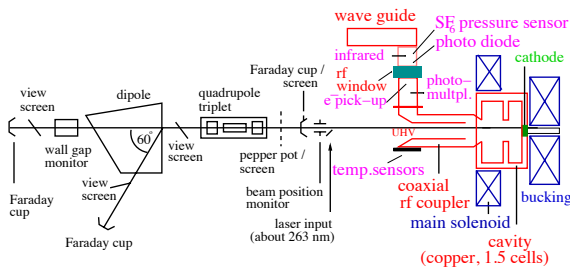 wave guide
SF6 pressure sensor
photo diode
infrared
cathode
rf
window
photo-
multpl.
e⁻pick-up
Faraday cup /
screen
view
screen
dipole
quadrupole
triplet
UHV
60°
wall gap
monitor
view
screen
pepper pot /
screen
temp.sensors
view
screen
beam position
monitor
coaxial
rf coupler
bucking
Faraday
cup
main solenoid
laser input
(about 263 nm)
Faraday cup
cavity
(copper, 1.5 cells)